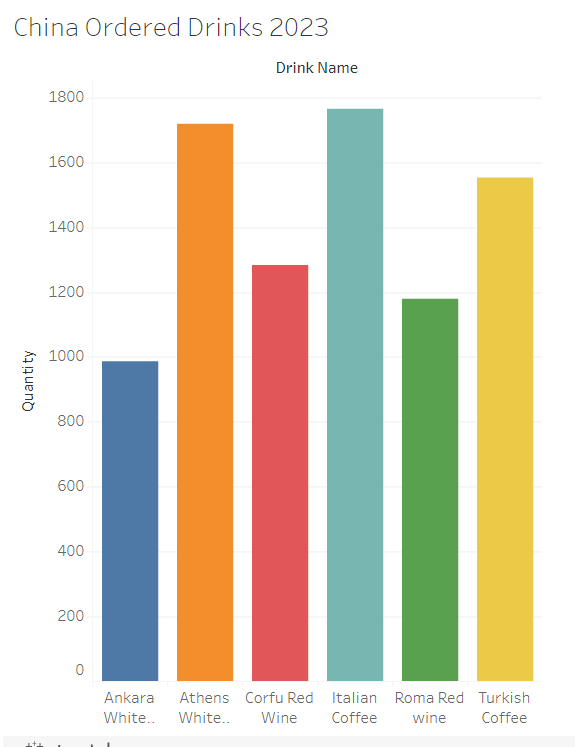 China Ordered Drinks 2023
Drink Name
1800
1600
1400
1200
1000
800
600
400
200
0
Quantity
Ankara White..
Athens White..
Corfu Red Wine
Italian Coffee
Roma Red wine
Turkish Coffee